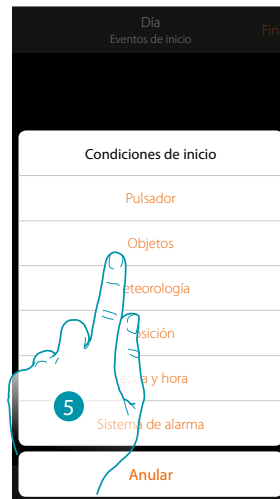 Día
Eventos de inicio
Fin
Condiciones de inicio
Pulsador
Objetos
eteorología
osición
y hora
Sistema de alarma
5
Anular